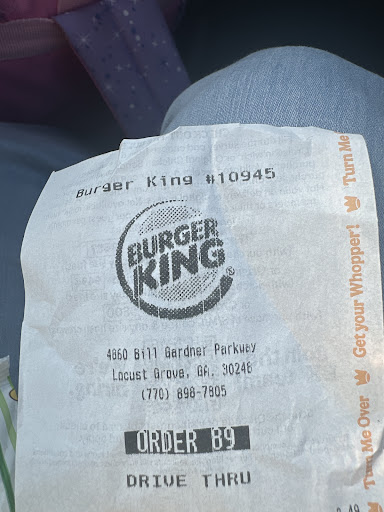 Burger King #10945
BURGER
KING
®
4860 Bill Gardner Parkway
Locust Grove, GA. 30248
(770) 898-7805
ORDER 89
DRIVE THRU
Turn Me Over Get your Whopper! Turn Me